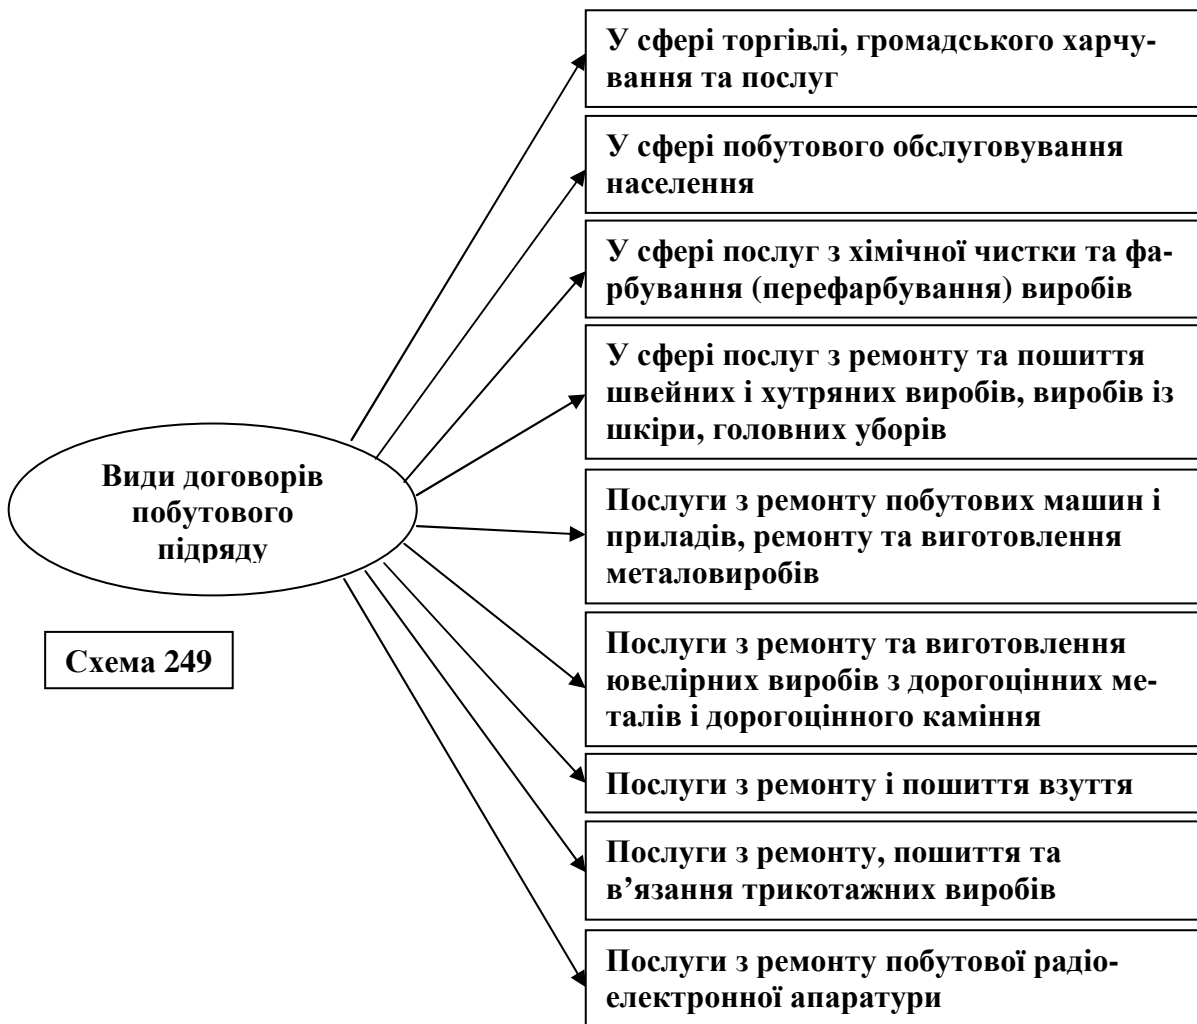 У сфері торгівлі, громадського харчу-
вання та послуг
У сфері побутового обслуговування
населення
У сфері послуг з хімічної чистки та фа-
рбування (перефарбування) виробів
У сфері послуг з ремонту та пошиття
швейних і хутряних виробів, виробів із
шкіри, головних уборів
Види договорів
побутового
підряду
Послуги з ремонту побутових машин і
приладів, ремонту та виготовлення
металовиробів
Схема 249
Послуги з ремонту та виготовлення
ювелірних виробів з дорогоцінних ме-
талів і дорогоцінного каміння
Послуги з ремонту і пошиття взуття
Послуги з ремонту, пошиття та
в’язання трикотажних виробів
Послуги з ремонту побутової радіо-
електронної апаратури